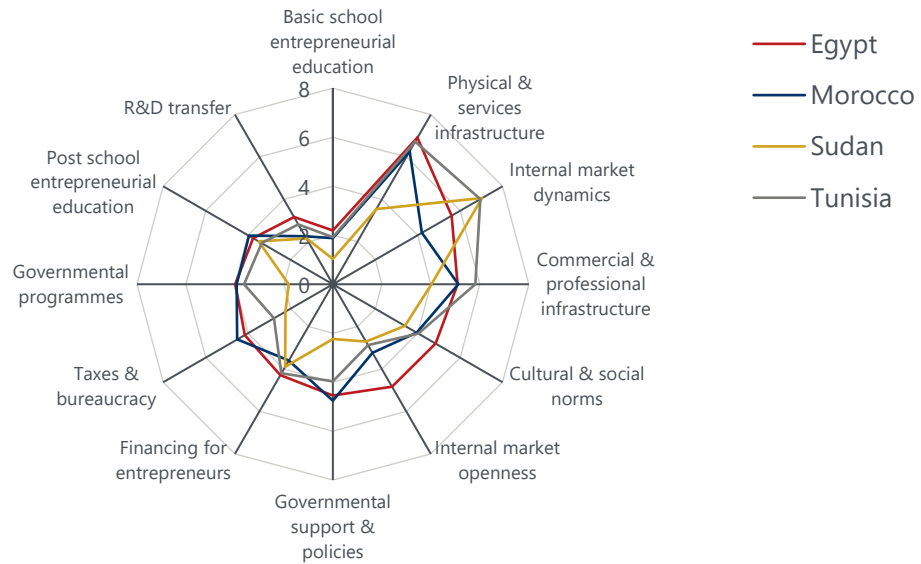 Basic school
entrepreneurial
education
Physical &
services
infrastructure
Internal market
dynamics
Commercial &
professional
infrastructure
Cultural & social
norms
Internal market
openness
Governmental
support &
policies
Financing for
entrepreneurs
Taxes &
bureaucracy
Governmental
programmes
Post school
entrepreneurial
education
R&D transfer
8
6
4
2
0
Egypt
Morocco
Sudan
Tunisia